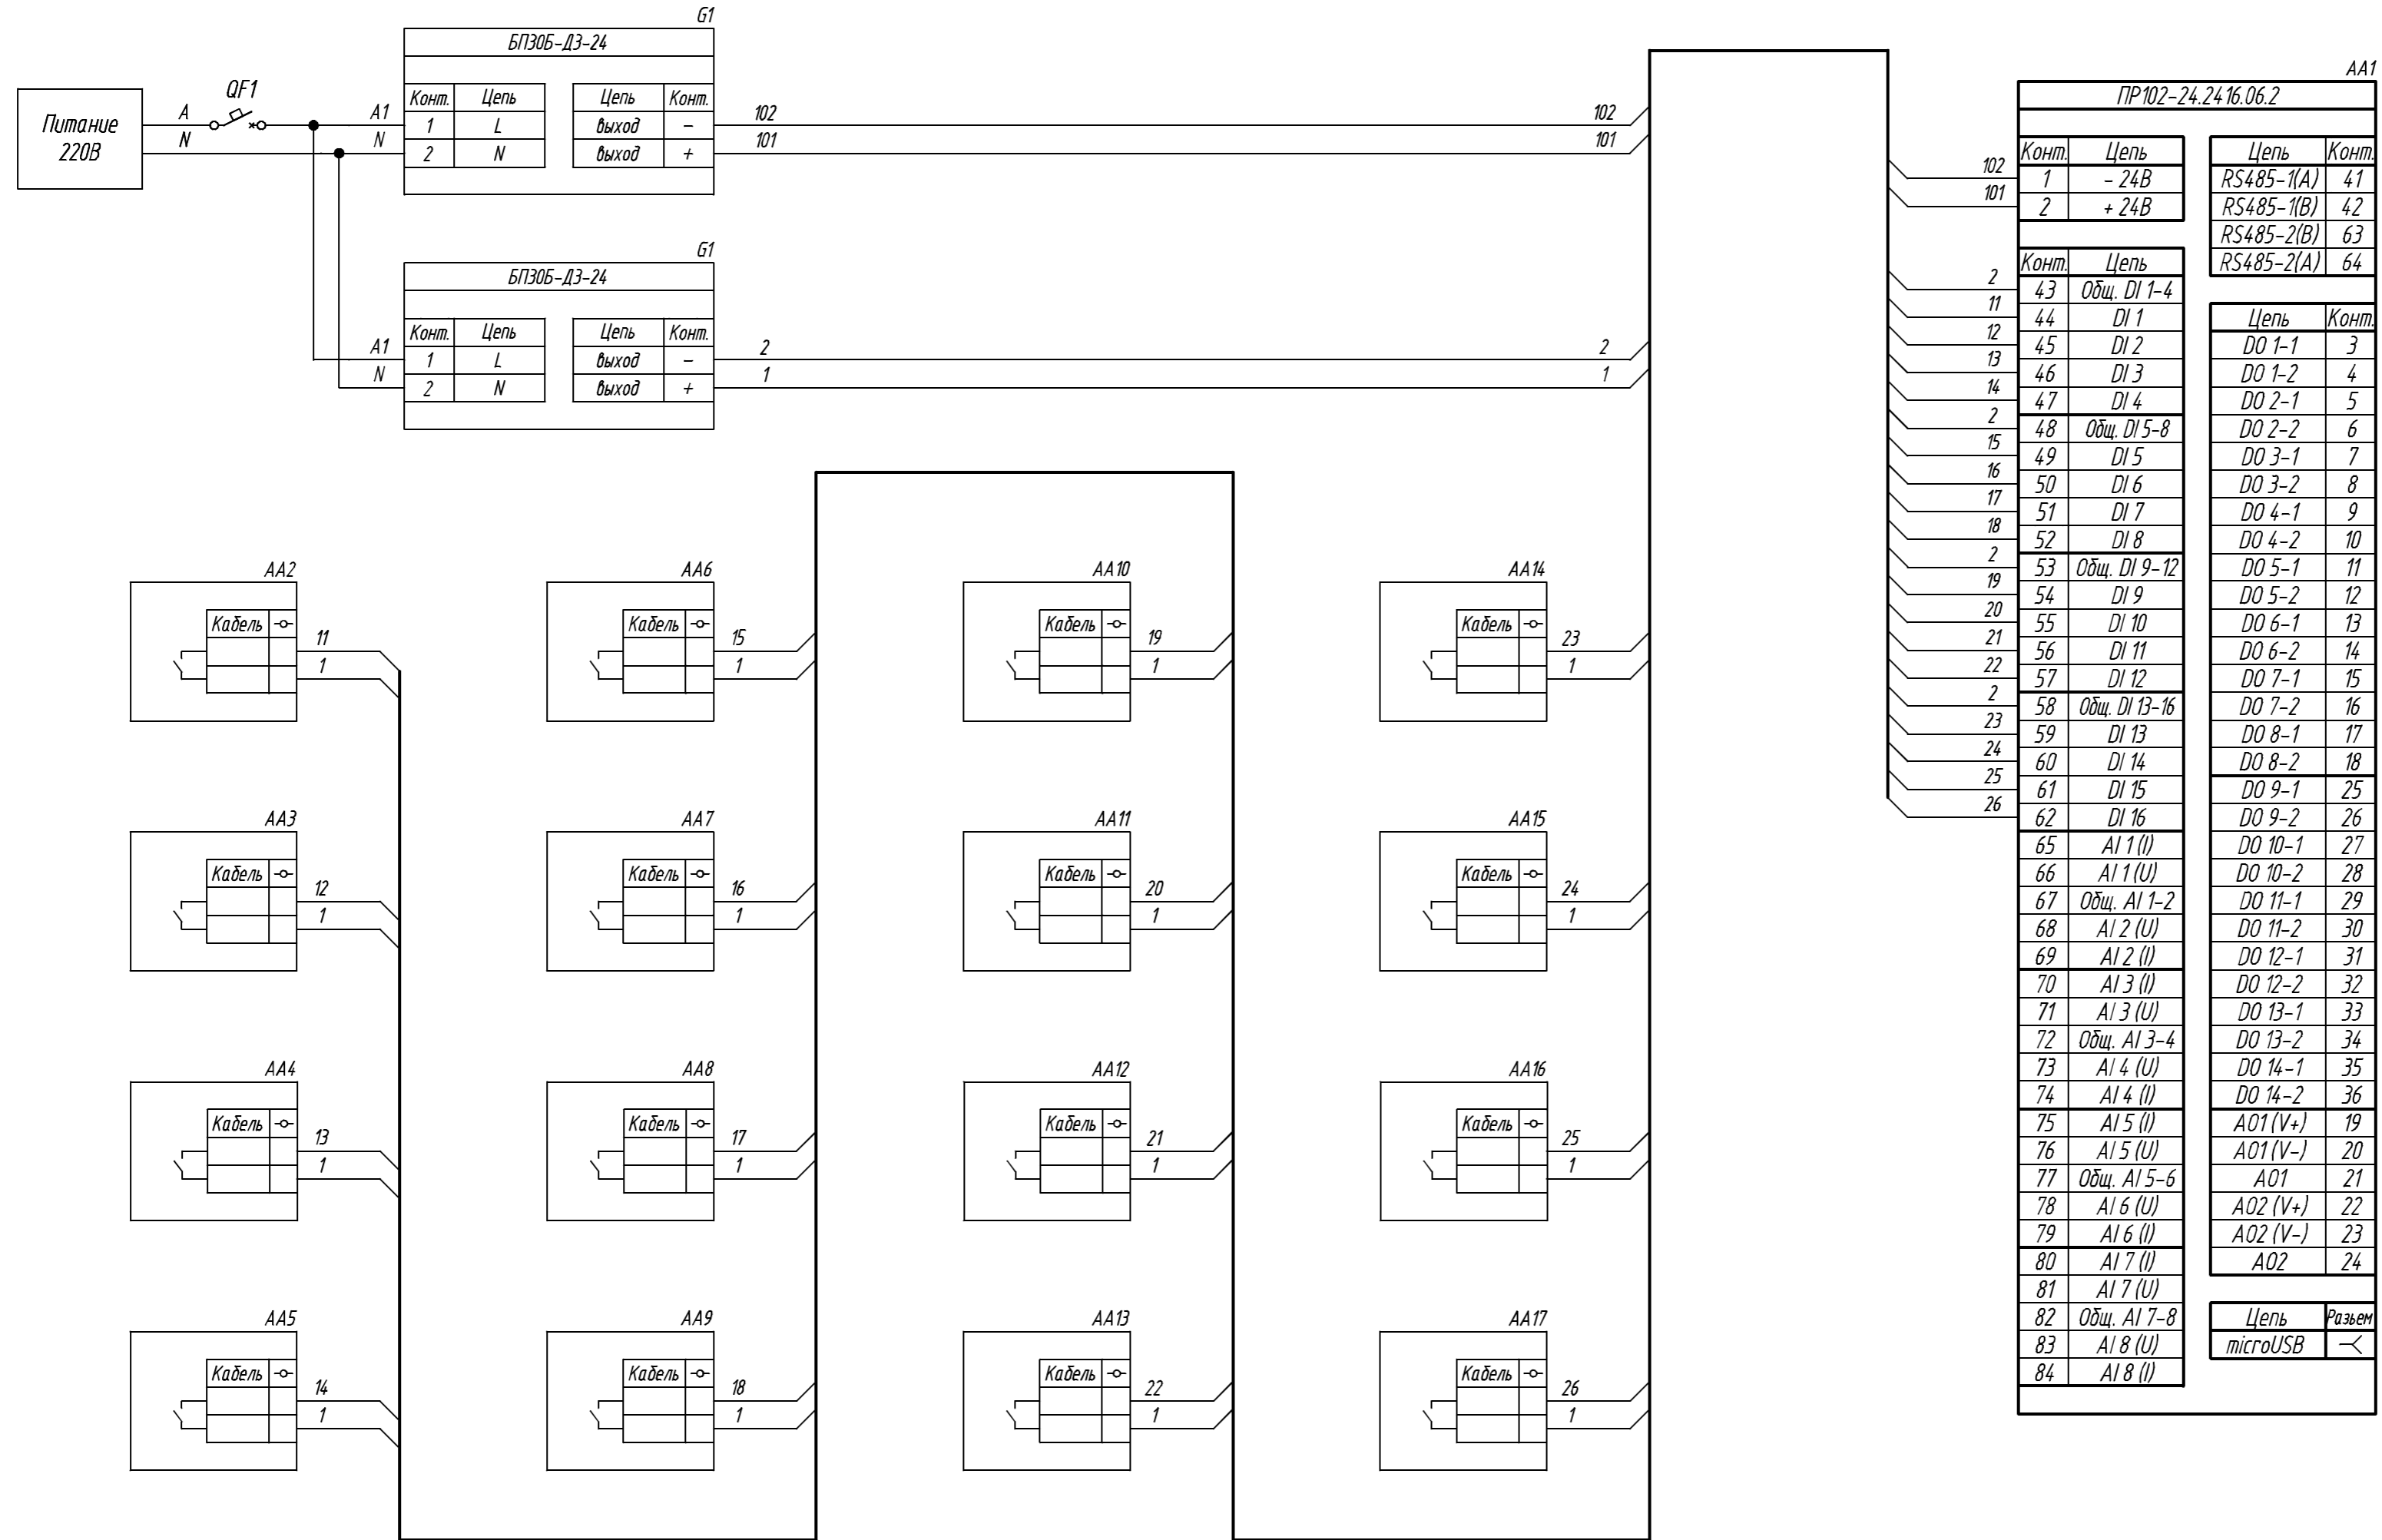 G1
БП30Б-Д3-24
QF1
Питание
220В
A
N
A1
N
Конт. Цепь Цепь Конт.
1 L выход –
2 N выход +
102 102
101 101
G1
БП30Б-Д3-24
A1
N
Конт. Цепь Цепь Конт.
1 L выход –
2 N выход +
2 2
1 1
AA2
Кабель
11
1
AA6
Кабель
15
1
AA10
Кабель
19
1
AA14
Кабель
23
1
AA3
Кабель
12
1
AA7
Кабель
16
1
AA11
Кабель
20
1
AA15
Кабель
24
1
AA4
Кабель
13
1
AA8
Кабель
17
1
AA12
Кабель
21
1
AA16
Кабель
25
1
AA5
Кабель
14
1
AA9
Кабель
18
1
AA13
Кабель
22
1
AA17
Кабель
26
1
AA1
ПР102-24.2416.06.2
Конт. Цепь
102 1 – 24В
101 2 + 24В
Конт. Цепь
2 43 Общ. DI 1-4
11 44 DI 1
12 45 DI 2
13 46 DI 3
14 47 DI 4
2 48 Общ. DI 5-8
15 49 DI 5
16 50 DI 6
17 51 DI 7
18 52 DI 8
2 53 Общ. DI 9-12
19 54 DI 9
20 55 DI 10
21 56 DI 11
22 57 DI 12
2 58 Общ. DI 13-16
23 59 DI 13
24 60 DI 14
25 61 DI 15
26 62 DI 16
65 AI 1 (I)
66 AI 1 (U)
67 Общ. AI 1-2
68 AI 2 (U)
69 AI 2 (I)
70 AI 3 (I)
71 AI 3 (U)
72 Общ. AI 3-4
73 AI 4 (U)
74 AI 4 (I)
75 AI 5 (I)
76 AI 5 (U)
77 Общ. AI 5-6
78 AI 6 (U)
79 AI 6 (I)
80 AI 7 (I)
81 AI 7 (U)
82 Общ. AI 7-8
83 AI 8 (U)
84 AI 8 (I)
Цепь Конт.
RS485-1(A) 41
RS485-1(B) 42
RS485-2(B) 63
RS485-2(A) 64
Цепь Конт.
DO 1-1 3
DO 1-2 4
DO 2-1 5
DO 2-2 6
DO 3-1 7
DO 3-2 8
DO 4-1 9
DO 4-2 10
DO 5-1 11
DO 5-2 12
DO 6-1 13
DO 6-2 14
DO 7-1 15
DO 7-2 16
DO 8-1 17
DO 8-2 18
DO 9-1 25
DO 9-2 26
DO 10-1 27
DO 10-2 28
DO 11-1 29
DO 11-2 30
DO 12-1 31
DO 12-2 32
DO 13-1 33
DO 13-2 34
DO 14-1 35
DO 14-2 36
AO1 (V+) 19
AO1 (V-) 20
AO1 21
AO2 (V+) 22
AO2 (V-) 23
AO2 24
Цепь Разъем
microUSB